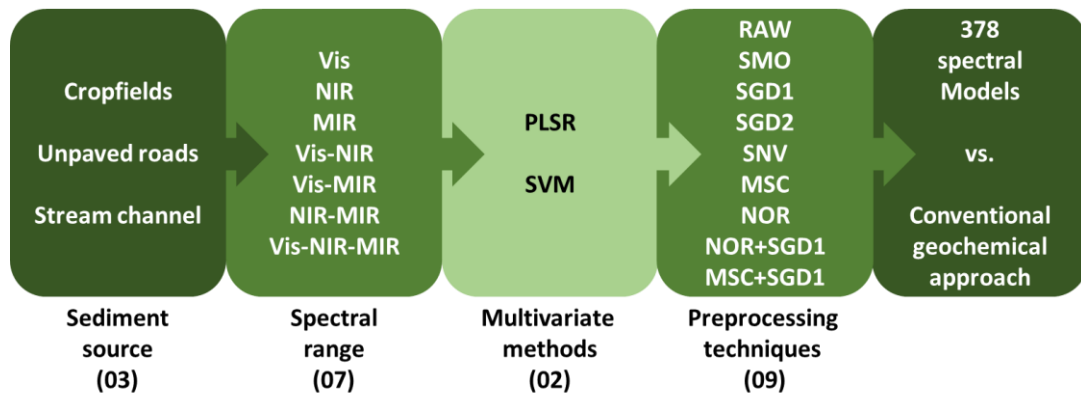 Cropfields
Unpaved roads
Stream channel
Sediment
source
(03)
Vis
NIR
MIR
Vis-NIR
Vis-MIR
NIR-MIR
Vis-NIR-MIR
Spectral
range
(07)
PLSR
SVM
Multivariate
methods
(02)
RAW
SMO
SGD1
SGD2
SNV
MSC
NOR
NOR+SGD1
MSC+SGD1
Preprocessing
techniques
(09)
378
spectral
Models
vs.
Conventional
geochemical
approach